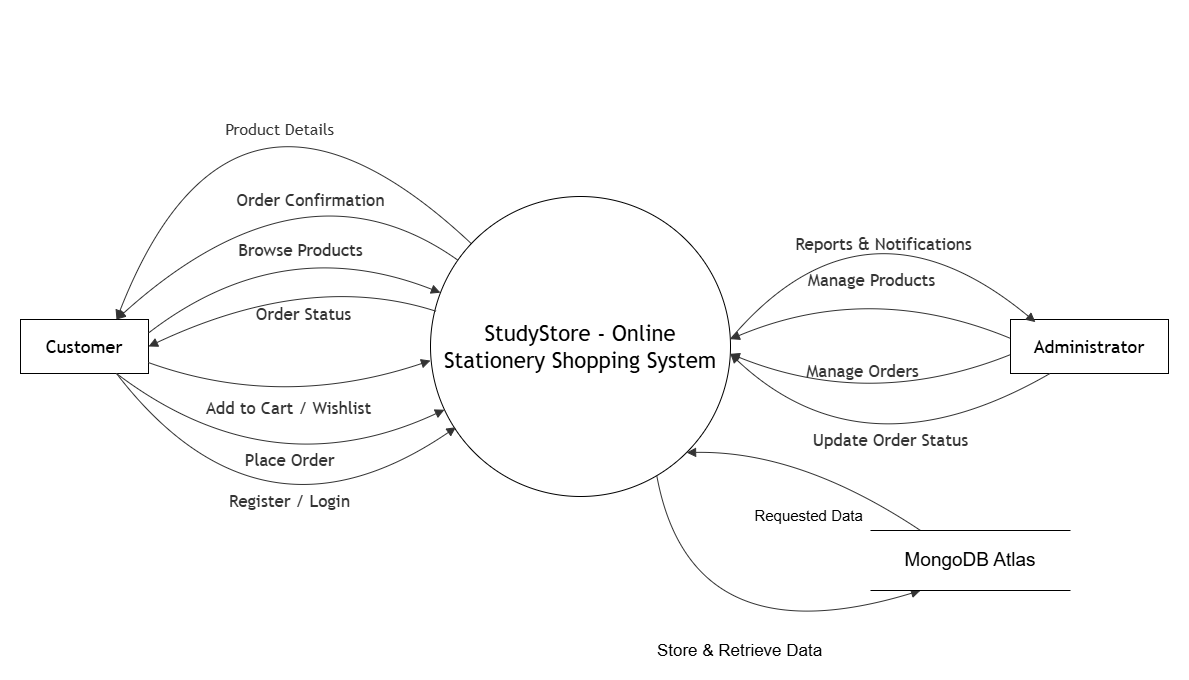 Product Details
Order Confirmation
Browse Products
Order Status
Customer
Add to Cart / Wishlist
Place Order
Register / Login
StudyStore - Online
Stationery Shopping System
Reports & Notifications
Manage Products
Administrator
Manage Orders
Update Order Status
Requested Data
MongoDB Atlas
Store & Retrieve Data